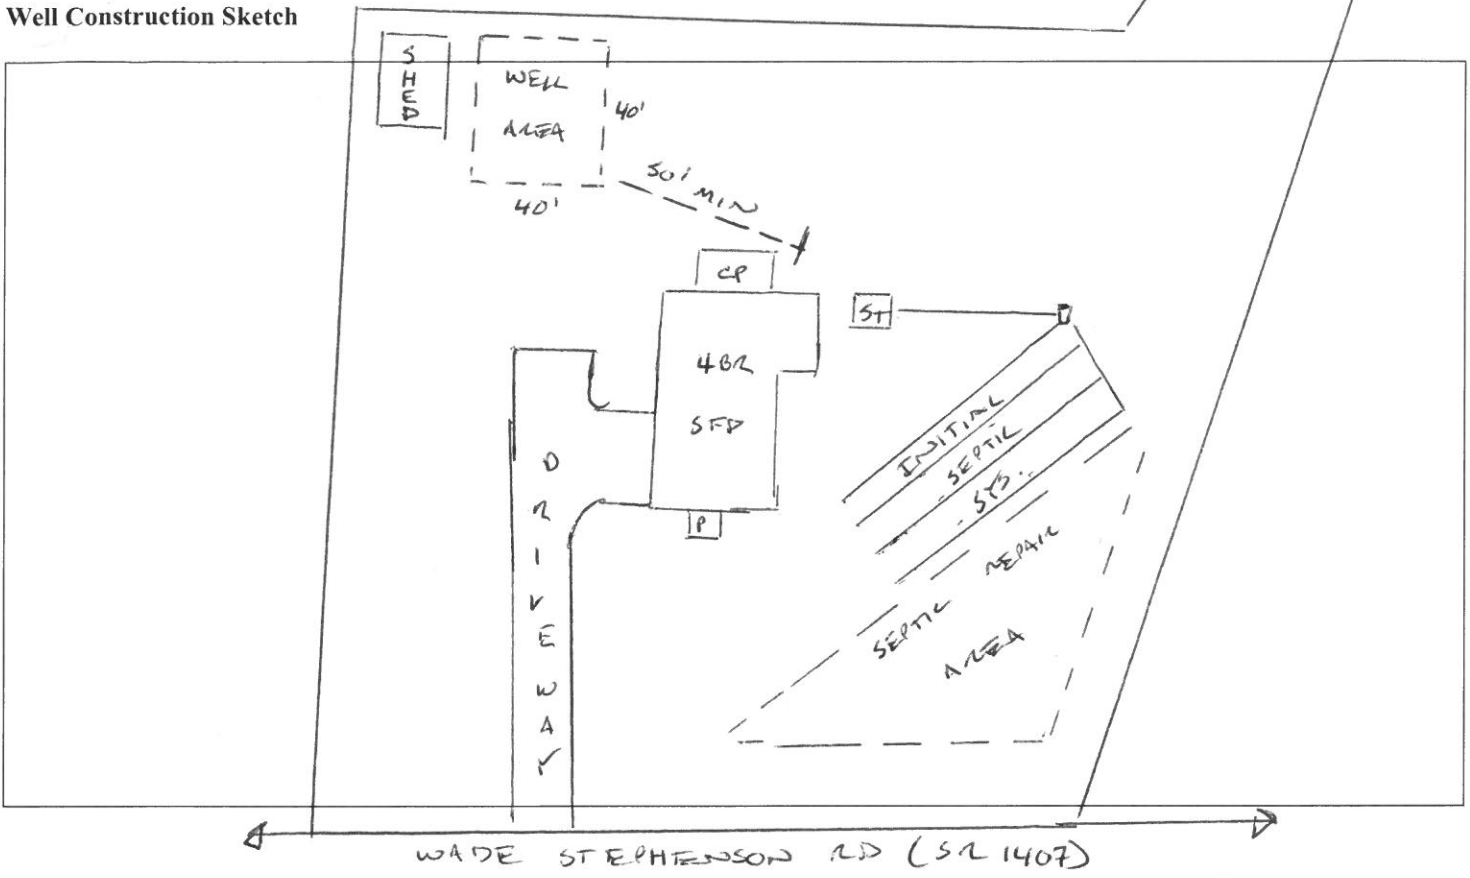 Well Construction Sketch
SHED
WELL
AREA
40'
40'
50' MIN
CP
ST
D
4BR
SFD
P
DRIVEWAY
INITIAL
SEPTIC
SYS.
SEPTIC REPAIR
AREA
WADE STEPHENSON RD (SR 1407)